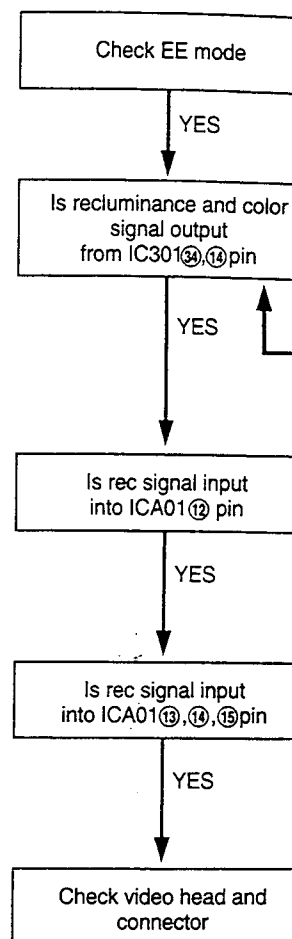 Check EE mode
YES
Is recluminance and color
signal output
from IC301㉞,⑭pin
YES
Is rec signal input
into ICA01⑫ pin
YES
Is rec signal input
into ICA01⑬,⑭,⑮pin
YES
Check video head and
connector